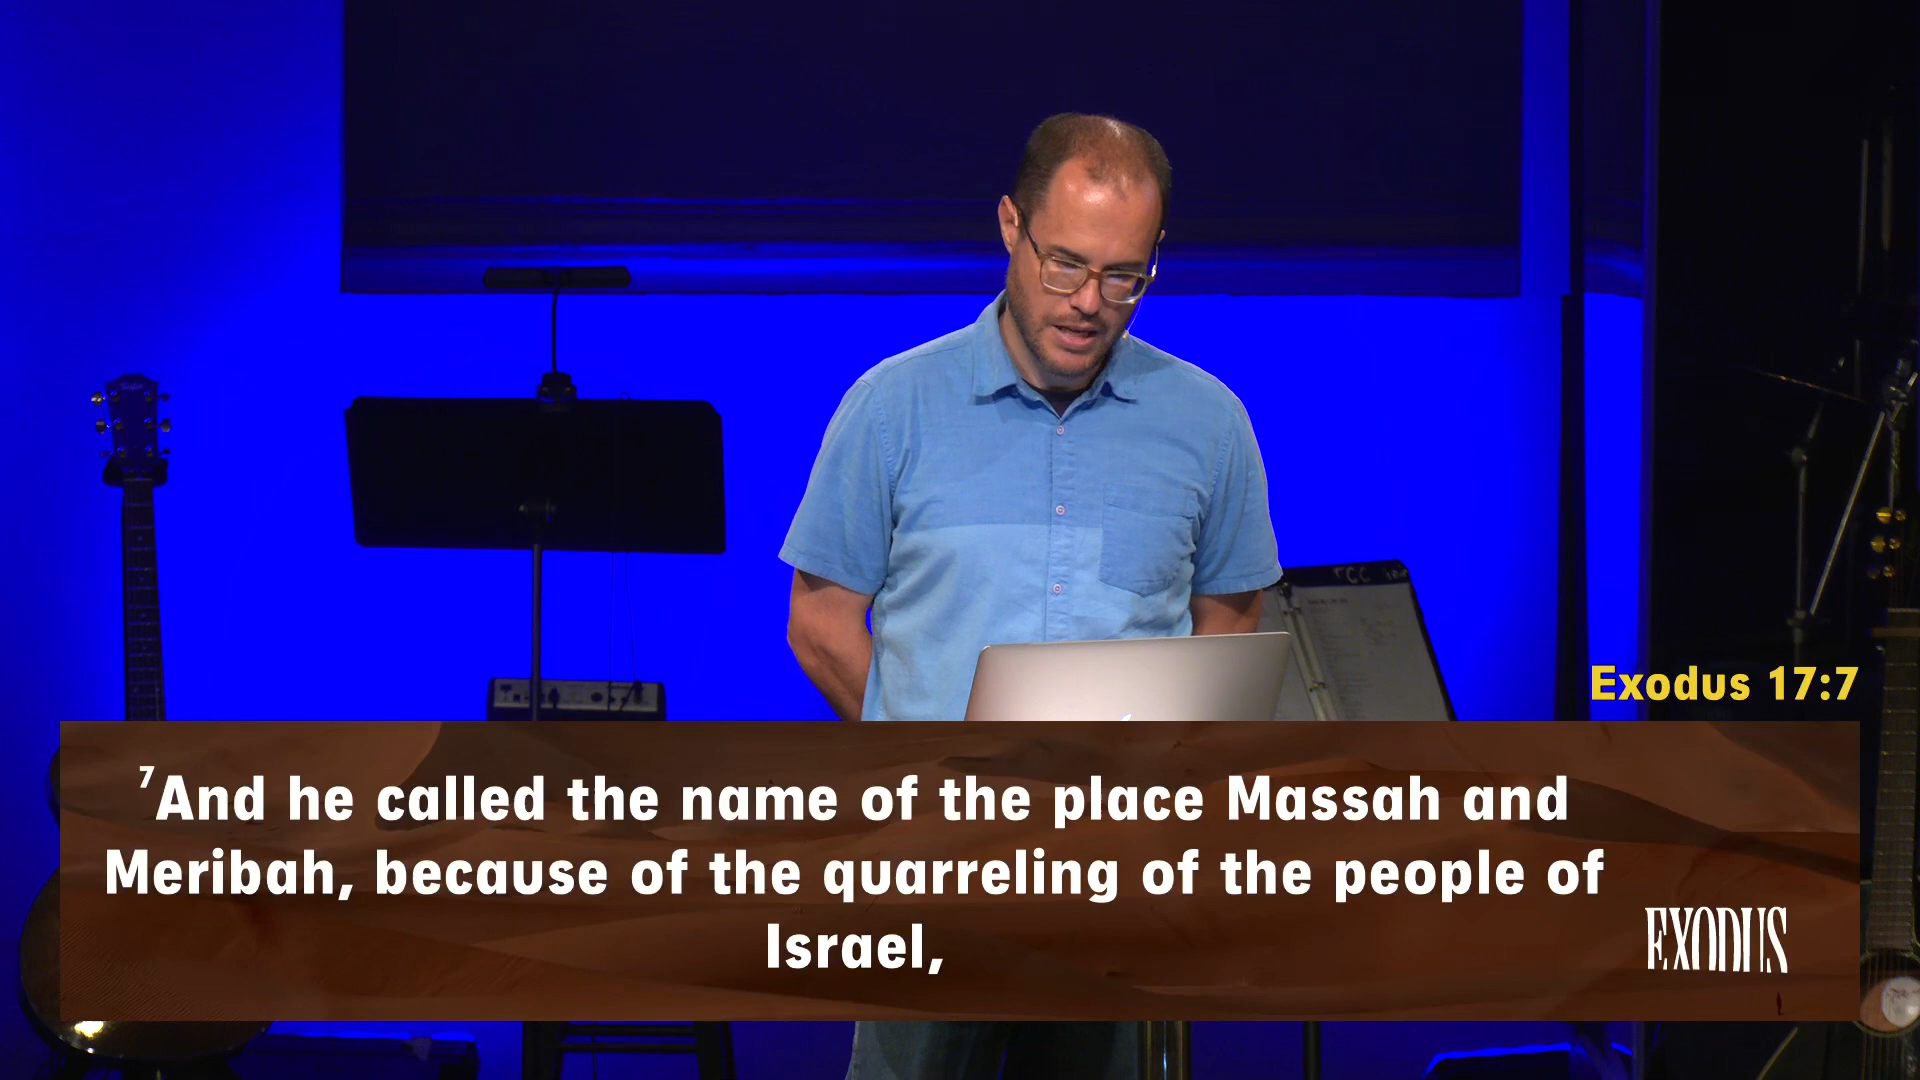 Taylor
Exodus 17:7
7And he called the name of the place Massah and
Meribah, because of the quarreling of the people of
Israel,
EXODUS